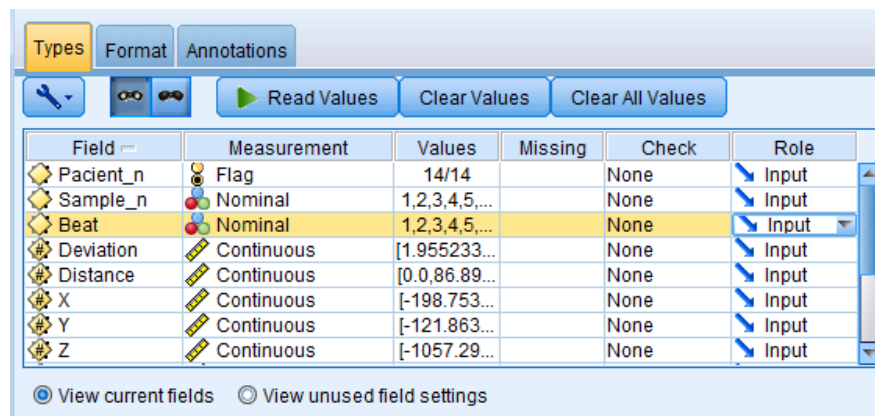 Types Format Annotations
Read Values Clear Values Clear All Values
Field Measurement Values Missing Check Role
Pacient_n Flag 14/14 None Input
Sample_n Nominal 1,2,3,4,5,... None Input
Beat Nominal 1,2,3,4,5,... None Input
Deviation Continuous [1.955233... None Input
Distance Continuous [0.0,86.89... None Input
X Continuous [-198.753... None Input
Y Continuous [-121.863... None Input
Z Continuous [-1057.29... None Input
View current fields View unused field settings